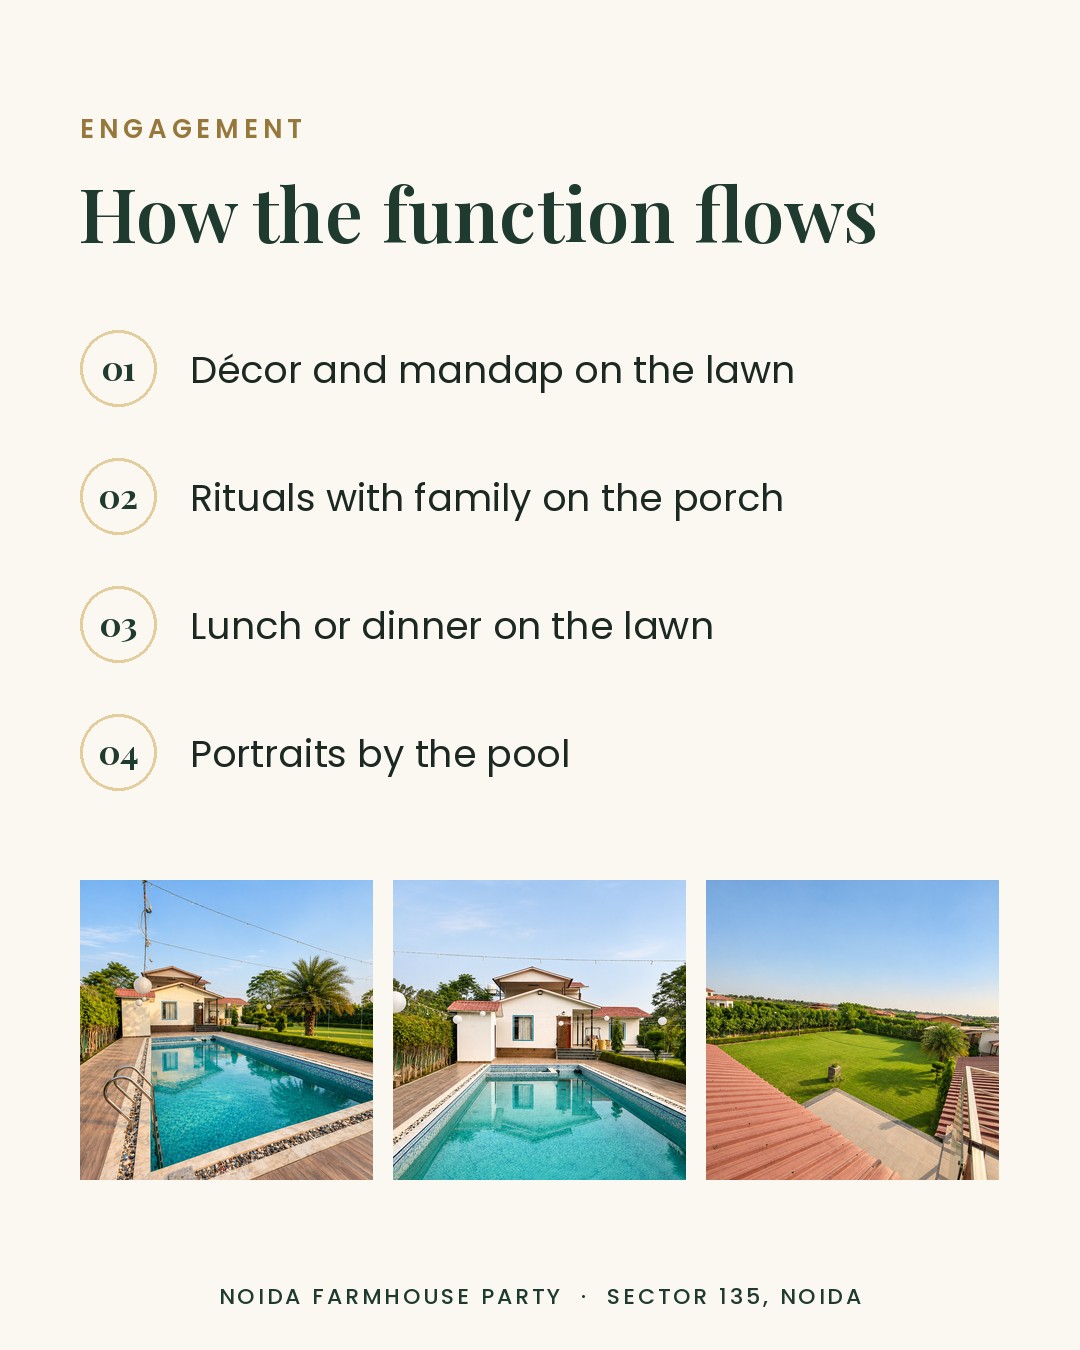 ENGAGEMENT
How the function flows
01 Décor and mandap on the lawn
02 Rituals with family on the porch
03 Lunch or dinner on the lawn
04 Portraits by the pool
NOIDA FARMHOUSE PARTY · SECTOR 135, NOIDA